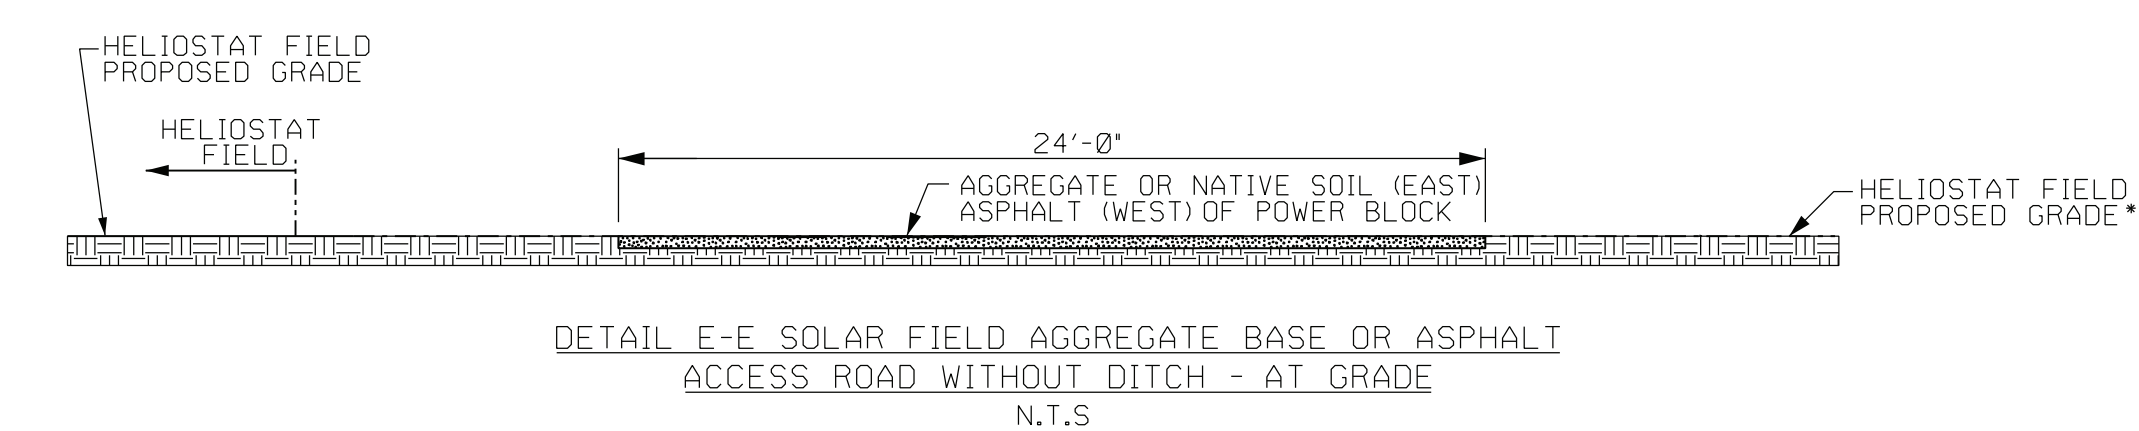 HELIOSTAT FIELD
PROPOSED GRADE
HELIOSTAT
FIELD
24'-0"
AGGREGATE OR NATIVE SOIL (EAST)
ASPHALT (WEST) OF POWER BLOCK
HELIOSTAT FIELD
PROPOSED GRADE*
DETAIL E-E SOLAR FIELD AGGREGATE BASE OR ASPHALT
ACCESS ROAD WITHOUT DITCH - AT GRADE
N.T.S